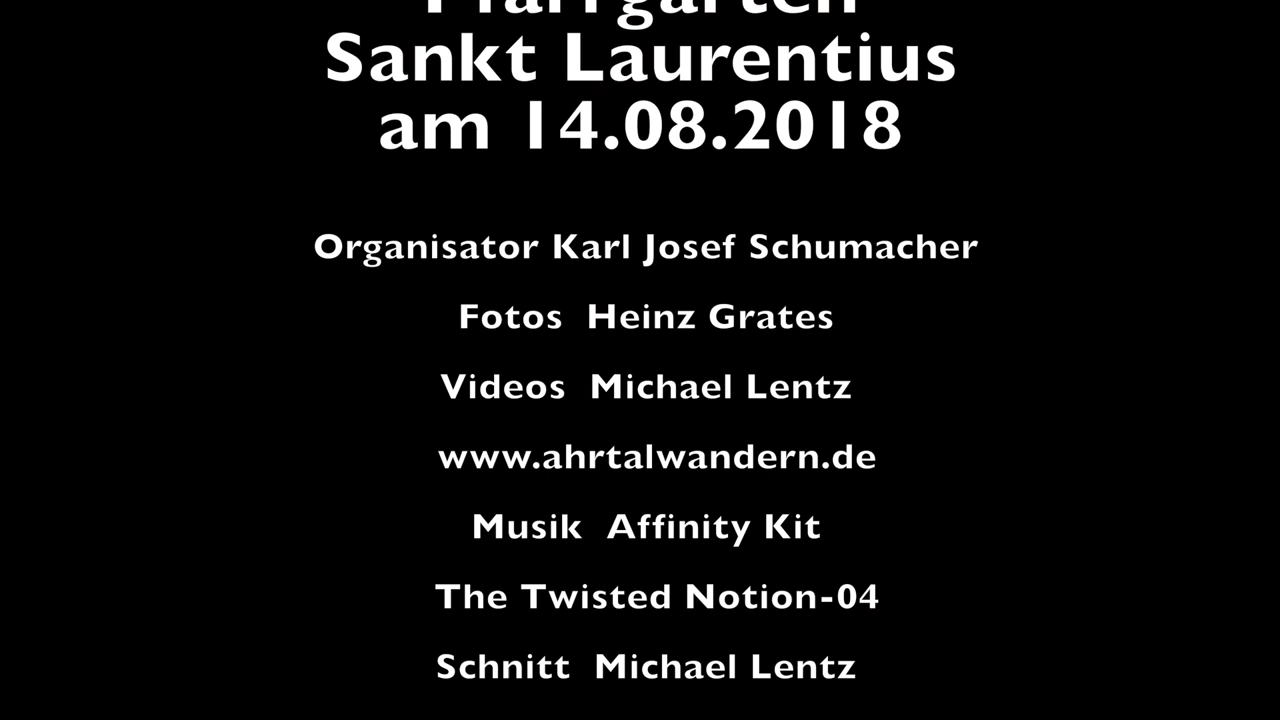 Pfarrgarten
Sankt Laurentius
am 14.08.2018
Organisator Karl Josef Schumacher
Fotos Heinz Grates
Videos Michael Lentz
www.ahrtalwandern.de
Musik Affinity Kit
The Twisted Notion-04
Schnitt Michael Lentz